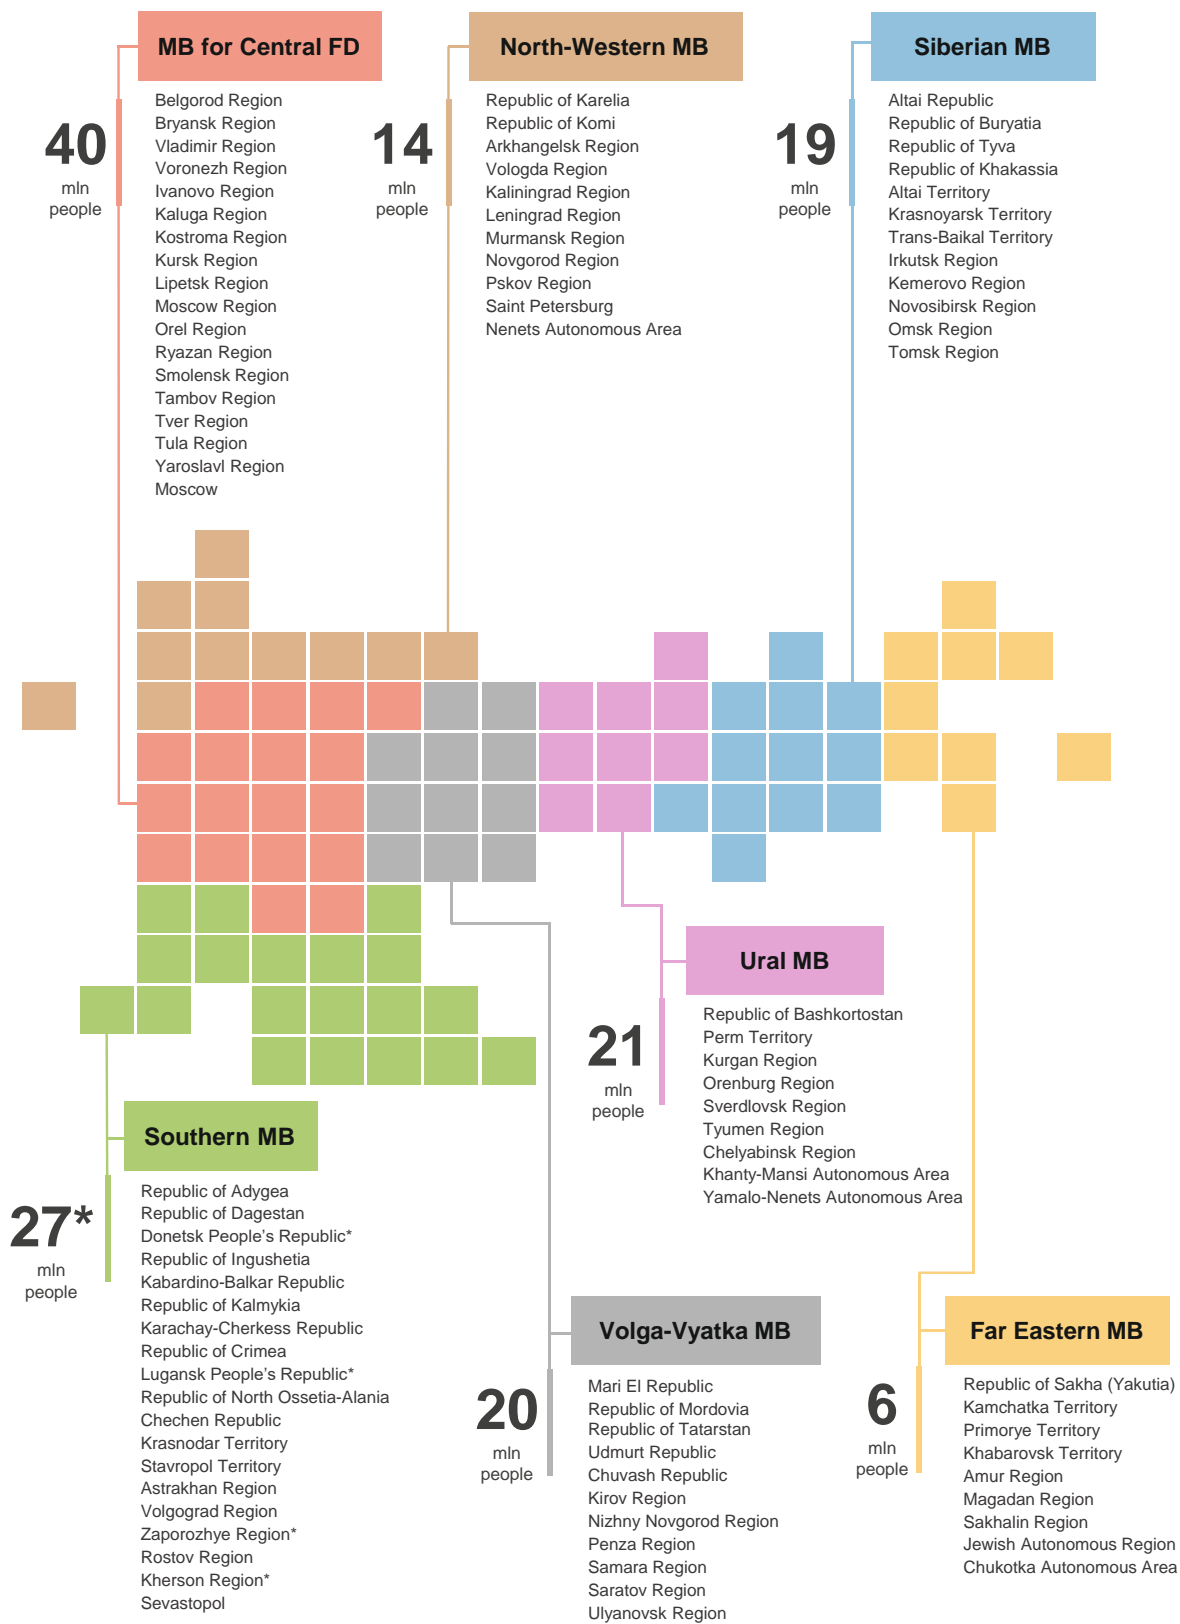 MB for Central FD
40
mln
people
Belgorod Region
Bryansk Region
Vladimir Region
Voronezh Region
Ivanovo Region
Kaluga Region
Kostroma Region
Kursk Region
Lipetsk Region
Moscow Region
Orel Region
Ryazan Region
Smolensk Region
Tambov Region
Tver Region
Tula Region
Yaroslavl Region
Moscow
North-Western MB
14
mln
people
Republic of Karelia
Republic of Komi
Arkhangelsk Region
Vologda Region
Kaliningrad Region
Leningrad Region
Murmansk Region
Novgorod Region
Pskov Region
Saint Petersburg
Nenets Autonomous Area
Siberian MB
19
mln
people
Altai Republic
Republic of Buryatia
Republic of Tyva
Republic of Khakassia
Altai Territory
Krasnoyarsk Territory
Trans-Baikal Territory
Irkutsk Region
Kemerovo Region
Novosibirsk Region
Omsk Region
Tomsk Region
Ural MB
21
mln
people
Republic of Bashkortostan
Perm Territory
Kurgan Region
Orenburg Region
Sverdlovsk Region
Tyumen Region
Chelyabinsk Region
Khanty-Mansi Autonomous Area
Yamalo-Nenets Autonomous Area
Southern MB
27*
mln
people
Republic of Adygea
Republic of Dagestan
Donetsk People’s Republic*
Republic of Ingushetia
Kabardino-Balkar Republic
Republic of Kalmykia
Karachay-Cherkess Republic
Republic of Crimea
Lugansk People’s Republic*
Republic of North Ossetia-Alania
Chechen Republic
Krasnodar Territory
Stavropol Territory
Astrakhan Region
Volgograd Region
Zaporozhye Region*
Rostov Region
Kherson Region*
Sevastopol
Volga-Vyatka MB
20
mln
people
Mari El Republic
Republic of Mordovia
Republic of Tatarstan
Udmurt Republic
Chuvash Republic
Kirov Region
Nizhny Novgorod Region
Penza Region
Samara Region
Saratov Region
Ulyanovsk Region
Far Eastern MB
6
mln
people
Republic of Sakha (Yakutia)
Kamchatka Territory
Primorye Territory
Khabarovsk Territory
Amur Region
Magadan Region
Sakhalin Region
Jewish Autonomous Region
Chukotka Autonomous Area